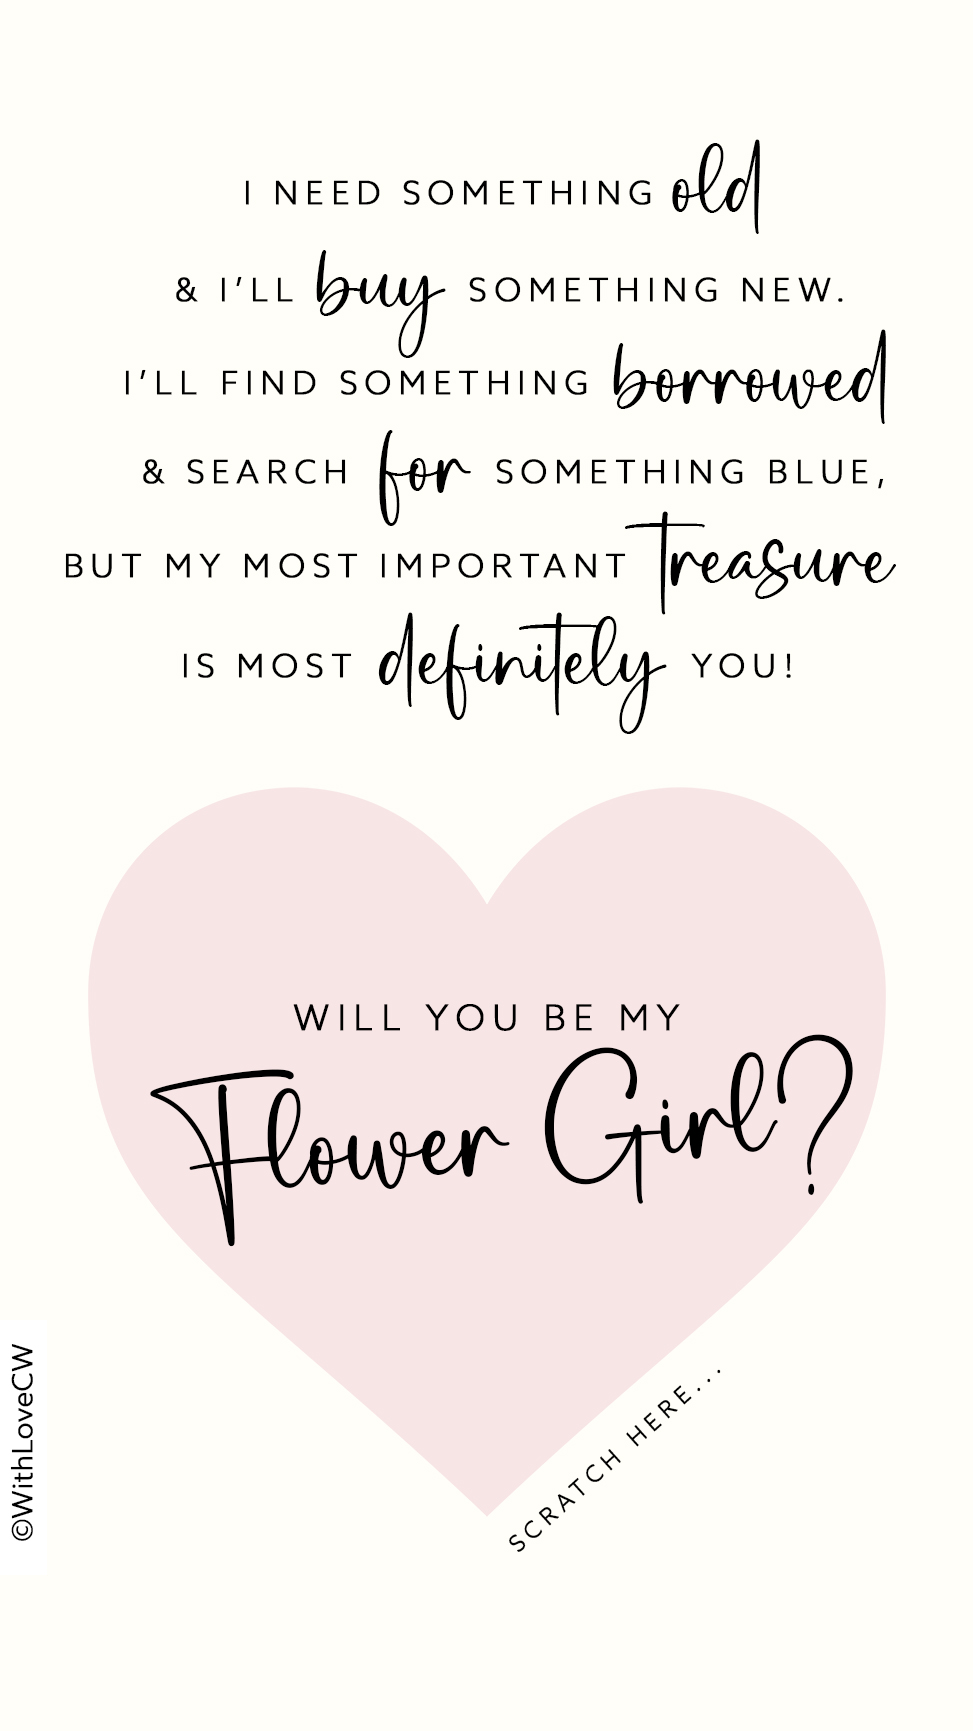 I NEED SOMETHING old
& I'LL buy SOMETHING NEW.
I'LL FIND SOMETHING borrowed
& SEARCH for SOMETHING BLUE,
BUT MY MOST IMPORTANT treasure
IS MOST definitely YOU!
WILL YOU BE MY
Flower Girl?
SCRATCH HERE...
©WithLoveCW